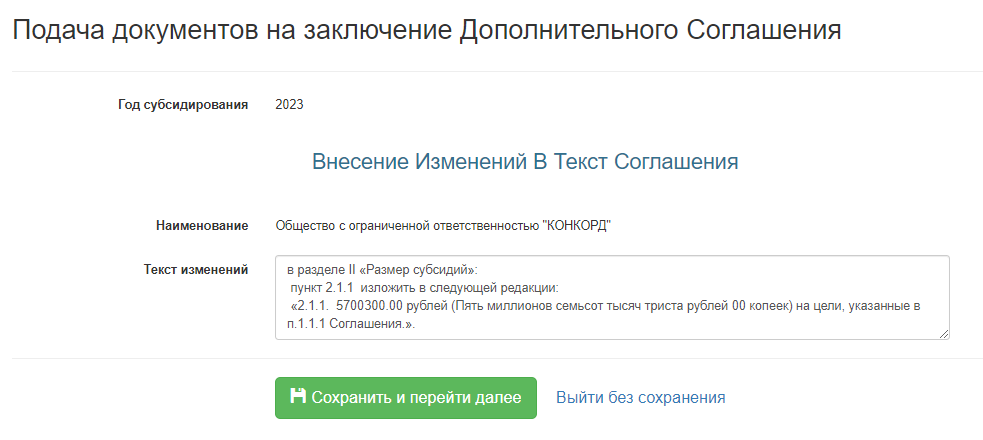 Подача документов на заключение Дополнительного Соглашения
Год субсидирования 2023
Внесение Изменений В Текст Соглашения
Наименование Общество с ограниченной ответственностью "КОНКОРД"
Текст изменений в разделе II «Размер субсидий»:
пункт 2.1.1 изложить в следующей редакции:
«2.1.1. 5700300.00 рублей (Пять миллионов семьсот тысяч триста рублей 00 копеек) на цели, указанные в
п.1.1.1 Соглашения.».
Сохранить и перейти далее Выйти без сохранения